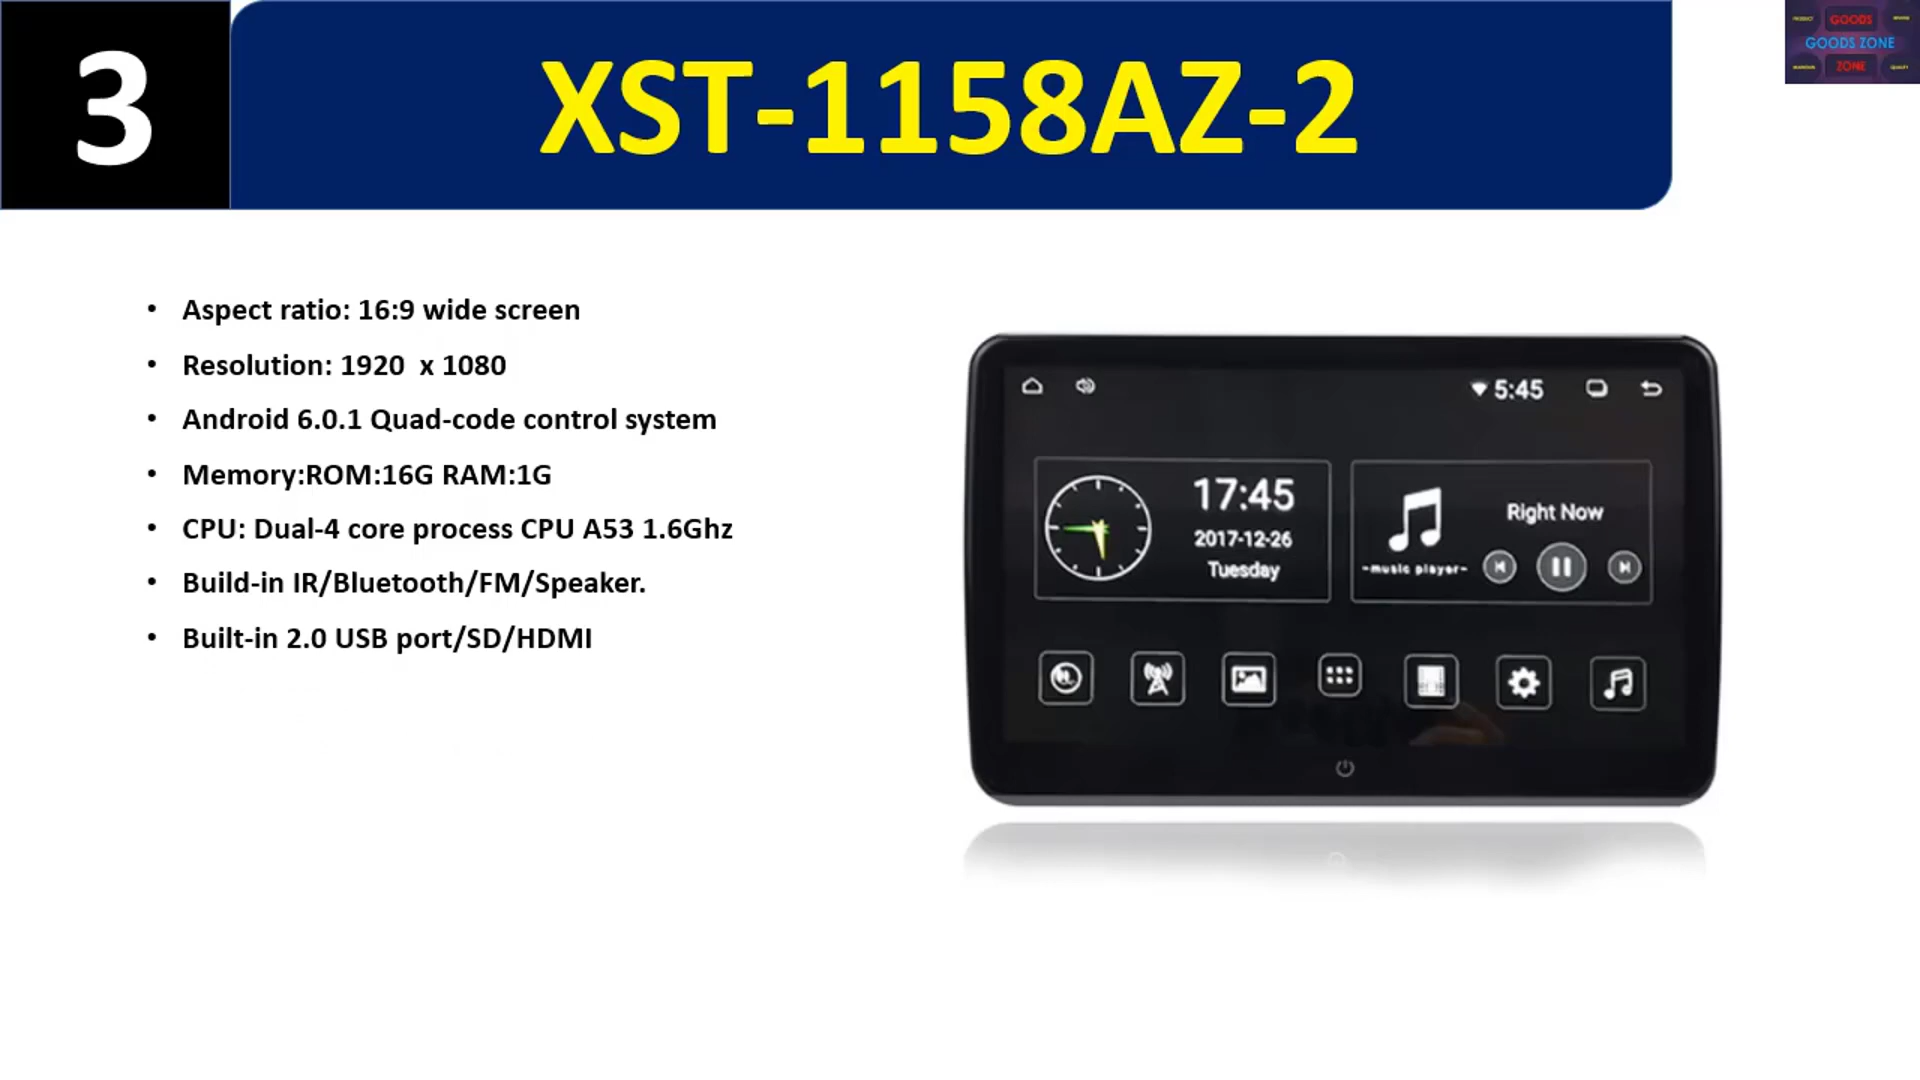 3
XST-1158AZ-2
PRODUCT
GOODS
REVIEW
GOODS ZONE
ZONE
QUALITY
• Aspect ratio: 16:9 wide screen
• Resolution: 1920 x 1080
• Android 6.0.1 Quad-code control system
• Memory:ROM:16G RAM:1G
• CPU: Dual-4 core process CPU A53 1.6Ghz
• Build-in IR/Bluetooth/FM/Speaker.
• Built-in 2.0 USB port/SD/HDMI
5:45
17:45
2017-12-26
Tuesday
Right Now
~music player~